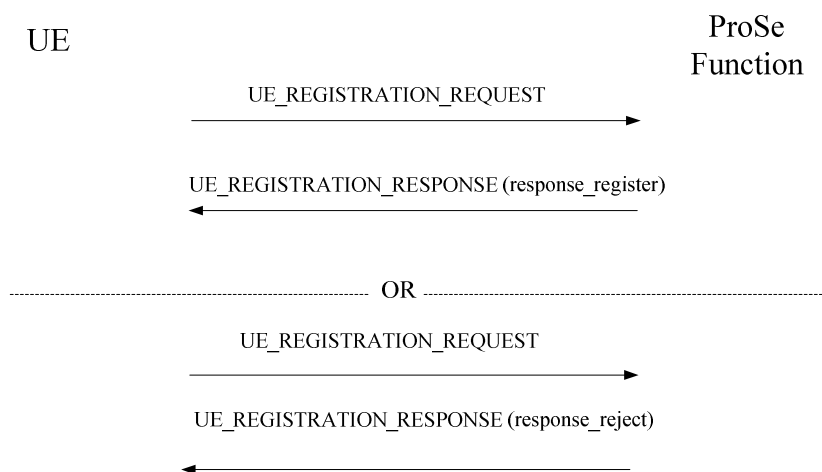 UE
ProSe
Function
UE_REGISTRATION_REQUEST
UE_REGISTRATION_RESPONSE (response_register)
OR
UE_REGISTRATION_REQUEST
UE_REGISTRATION_RESPONSE (response_reject)